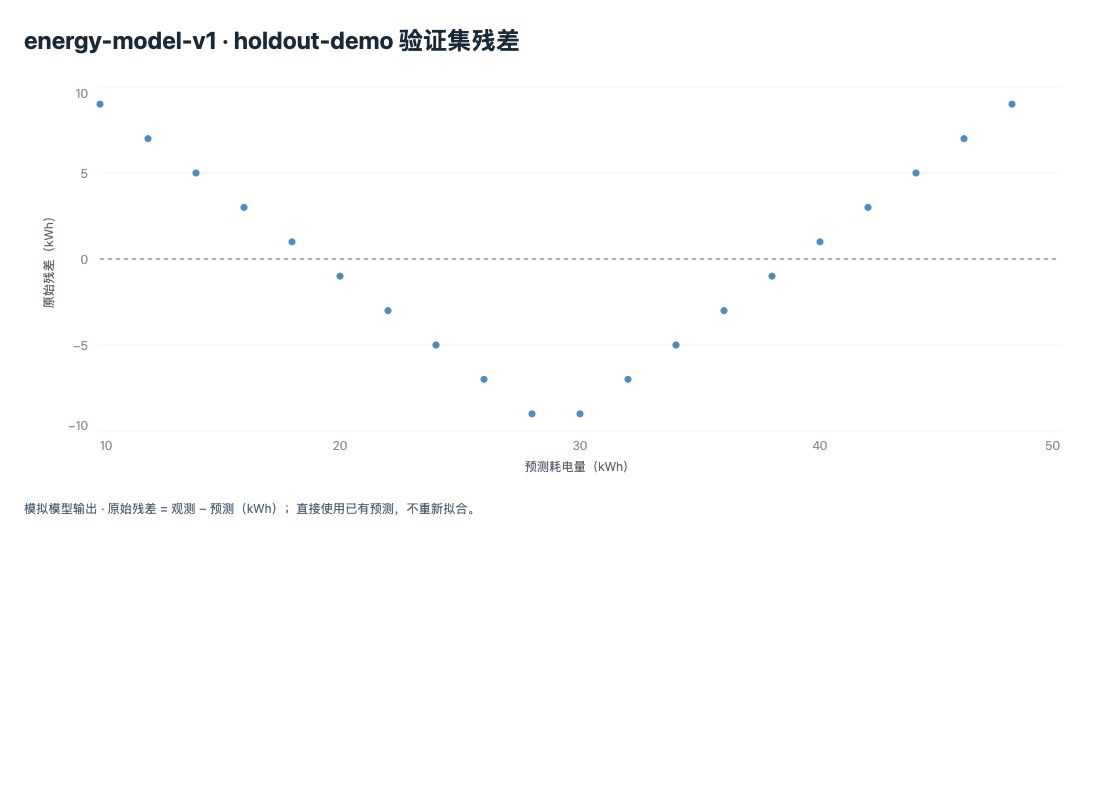 energy-model-v1 · holdout-demo 验证集残差
10
5
0
−5
−10
原始残差（kWh）
10 20 30 40 50
预测耗电量（kWh）
模拟模型输出 · 原始残差 = 观测 − 预测（kWh）；直接使用已有预测，不重新拟合。